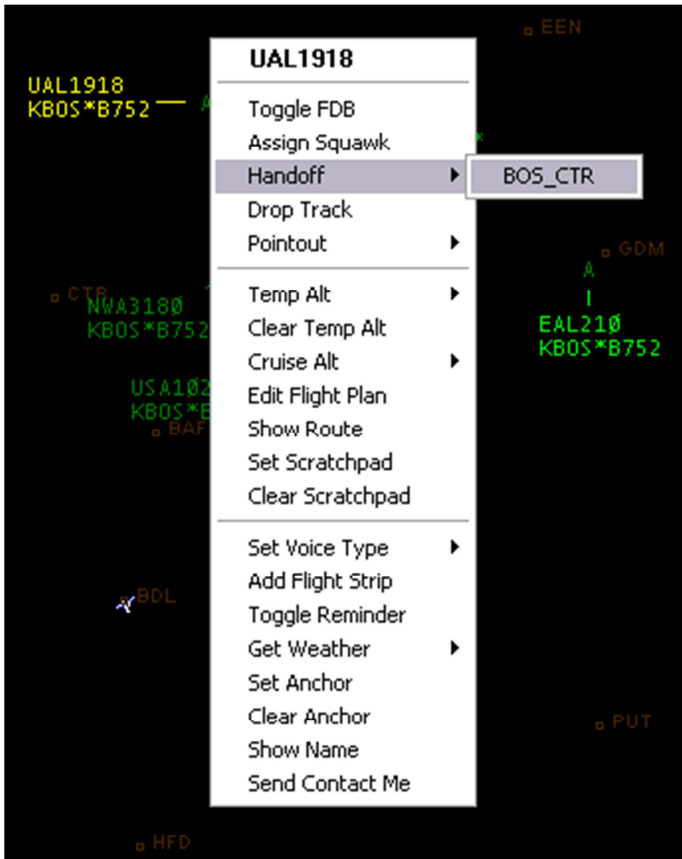 EEN
UAL1918
KBOS*B752
A
GDM
A
CTR
NWA3180
KBOS*B752
EAL210
KBOS*B752
USA102
KBOS*B
BAF
BDL
PUT
HFD
UAL1918
Toggle FDB
Assign Squawk
Handoff
BOS_CTR
Drop Track
Pointout
Temp Alt
Clear Temp Alt
Cruise Alt
Edit Flight Plan
Show Route
Set Scratchpad
Clear Scratchpad
Set Voice Type
Add Flight Strip
Toggle Reminder
Get Weather
Set Anchor
Clear Anchor
Show Name
Send Contact Me